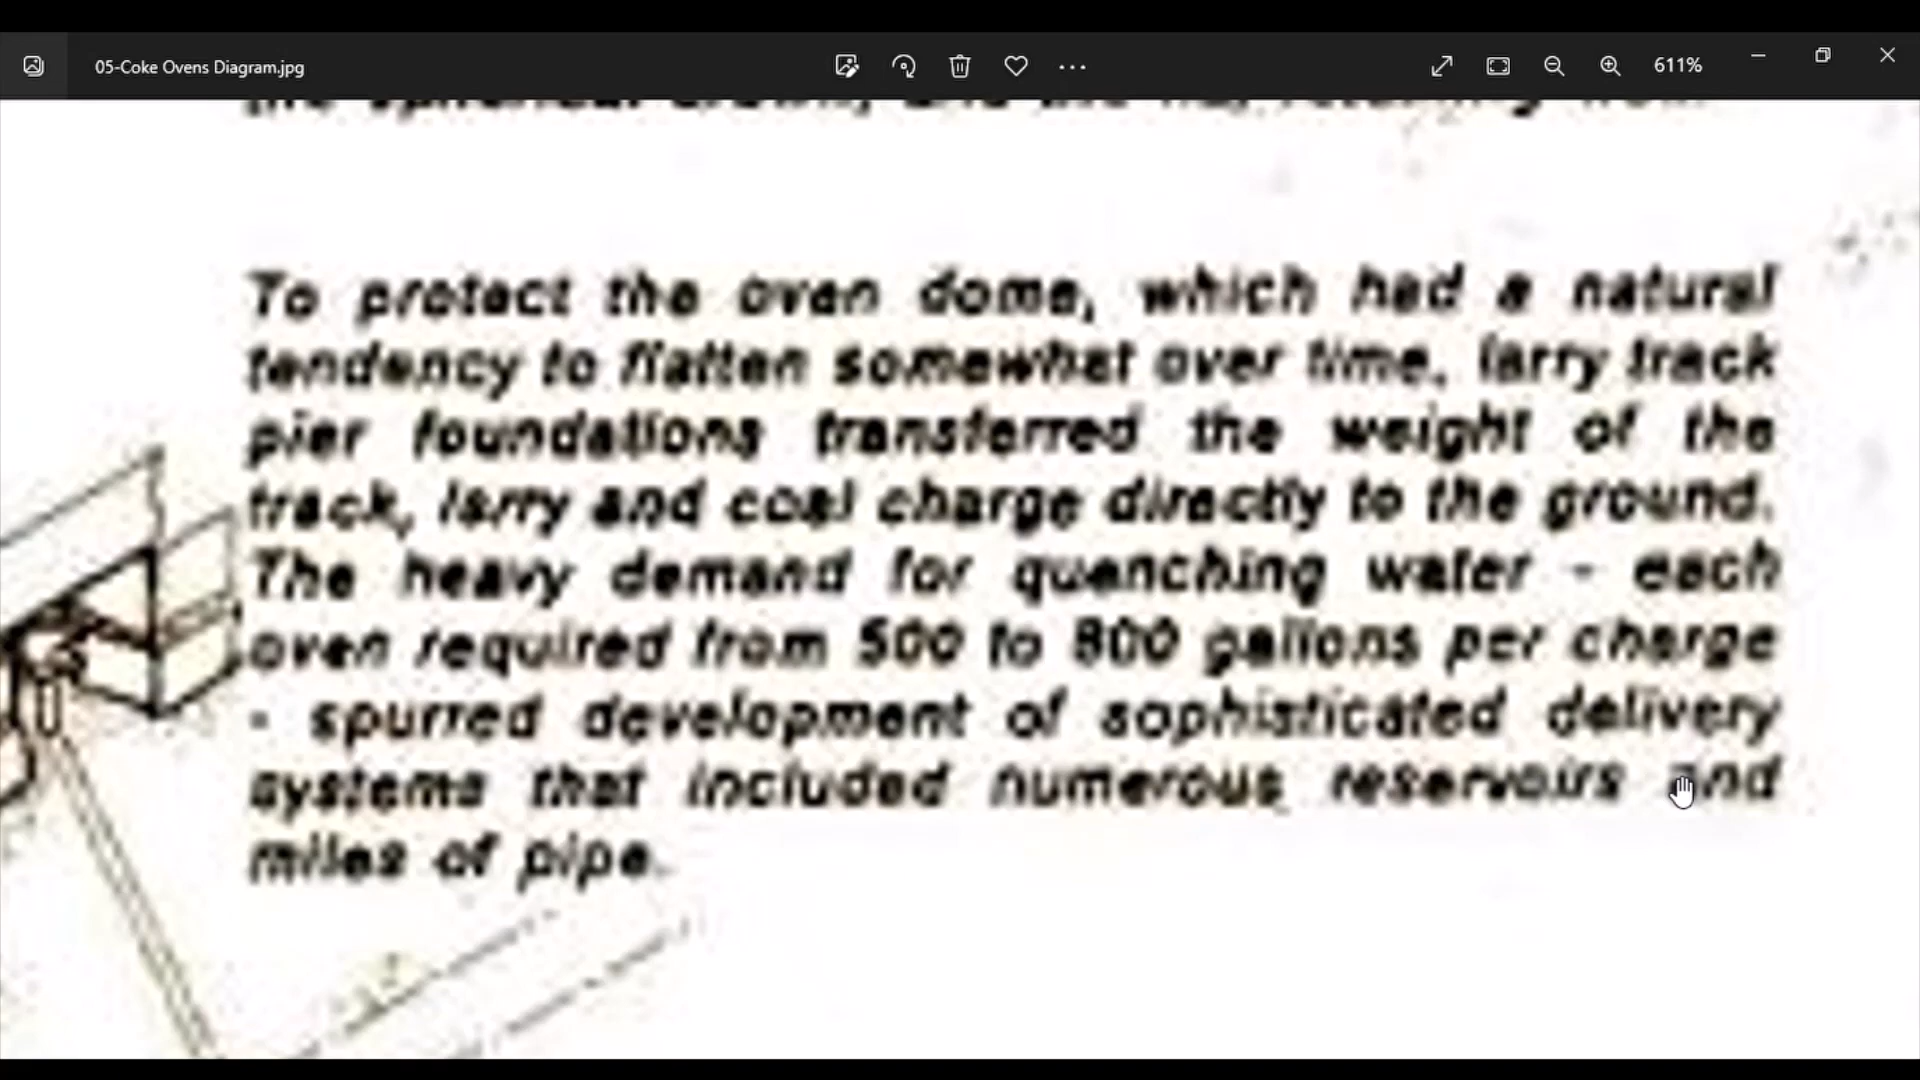 05-Coke Ovens Diagram.jpg
611%
To protect the oven dome, which had a natural
tendency to flatten somewhat over time, larry track
pier foundations transferred the weight of the
track, larry and coal charge directly to the ground.
The heavy demand for quenching water - each
oven required from 500 to 800 gallons per charge
- spurred development of sophisticated delivery
systems that included numerous reservoirs and
miles of pipe.